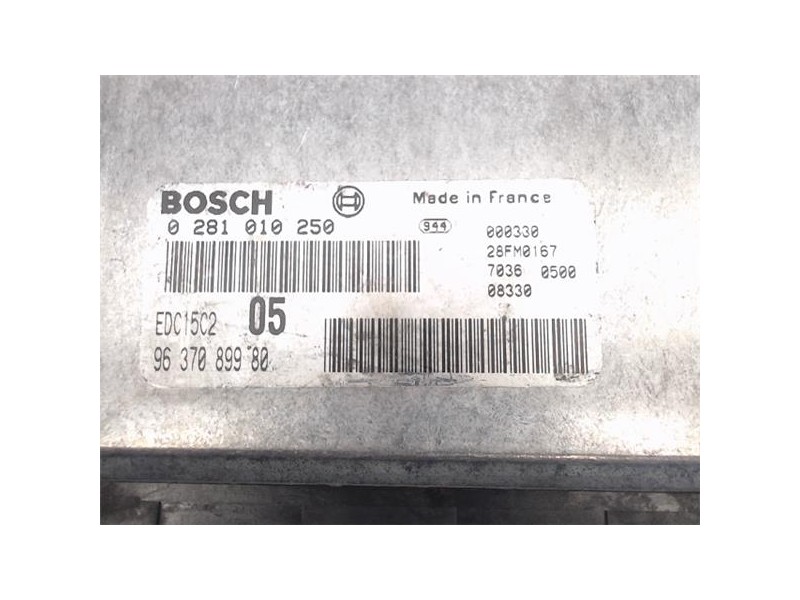 BOSCH
Made in France
0 281 010 250
944
000330
28FM0167
7036 0500
08330
EDC15C2 05
96 370 899 80